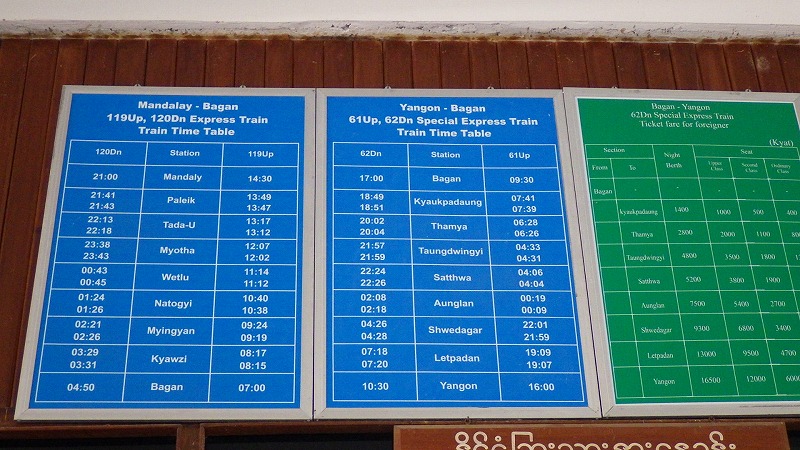 Mandalay - Bagan
119Up, 120Dn Express Train
Train Time Table
120Dn Station 119Up
21:00 Mandaly 14:30
21:41 Paleik 13:49
21:43 13:47
22:13 Tada-U 13:17
22:18 13:12
23:38 Myotha 12:07
23:43 12:02
00:43 Wetlu 11:14
00:45 11:12
01:24 Natogyi 10:40
01:26 10:38
02:21 Myingyan 09:24
02:26 09:19
03:29 Kyawzi 08:17
03:31 08:15
04:50 Bagan 07:00
Yangon - Bagan
61Up, 62Dn Special Express Train
Train Time Table
62Dn Station 61Up
17:00 Bagan 09:30
18:49 Kyaukpadaung 07:41
18:51 07:39
20:02 Thamya 06:28
20:04 06:26
21:57 Taungdwingyi 04:33
21:59 04:31
22:24 Satthwa 04:06
22:26 04:04
02:08 Aunglan 00:19
02:18 00:09
04:26 Shwedagar 22:01
04:28 21:59
07:18 Letpadan 19:09
07:20 19:07
10:30 Yangon 16:00
Bagan - Yangon
62Dn Special Express Train
Ticket fare for foreigner
(Kyat)
Section Night Berth Seat
From To Upper Class Second Class Ordinary Class
Bagan - - - -
kyaukpadaung 1400 1000 500 400
Thamya 2800 2000 1100 800
Taungdwingyi 4800 3500 1800
Satthwa 5200 3800 1900
Aunglan 7500 5400 2700
Shwedagar 9300 6800 3400
Letpadan 13000 9500 4700
Yangon 16500 12000 6000